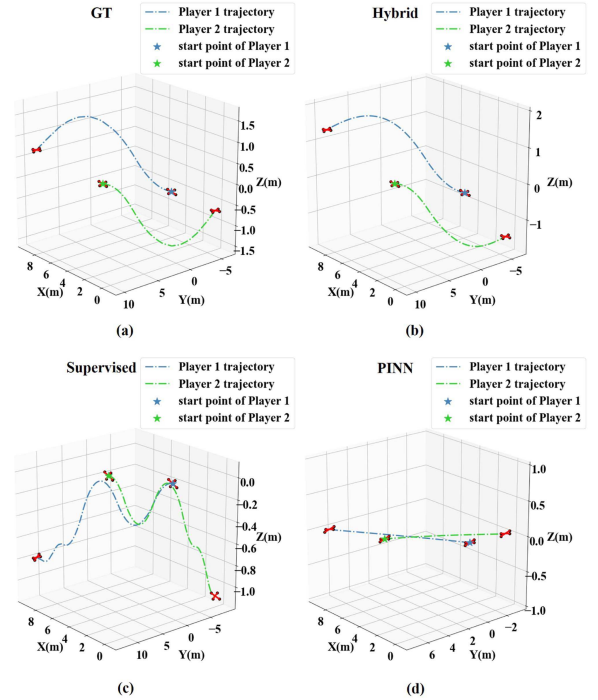 GT
Player 1 trajectory
Player 2 trajectory
start point of Player 1
start point of Player 2
1.5
1.0
0.5
0.0
-0.5
-1.0
-1.5
Z(m)
8
6
4
2
0
X(m)
10
5
0
-5
Y(m)
(a)
Hybrid
Player 1 trajectory
Player 2 trajectory
start point of Player 1
start point of Player 2
2
1
0
-1
Z(m)
8
6
4
2
0
X(m)
10
5
0
-5
Y(m)
(b)
Supervised
Player 1 trajectory
Player 2 trajectory
start point of Player 1
start point of Player 2
0.0
-0.2
-0.4
-0.6
-0.8
-1.0
Z(m)
8
6
4
2
0
X(m)
10
5
0
-5
Y(m)
(c)
PINN
Player 1 trajectory
Player 2 trajectory
start point of Player 1
start point of Player 2
1.0
0.5
0.0
-0.5
-1.0
Z(m)
8
6
4
2
0
X(m)
6
4
2
0
-2
Y(m)
(d)